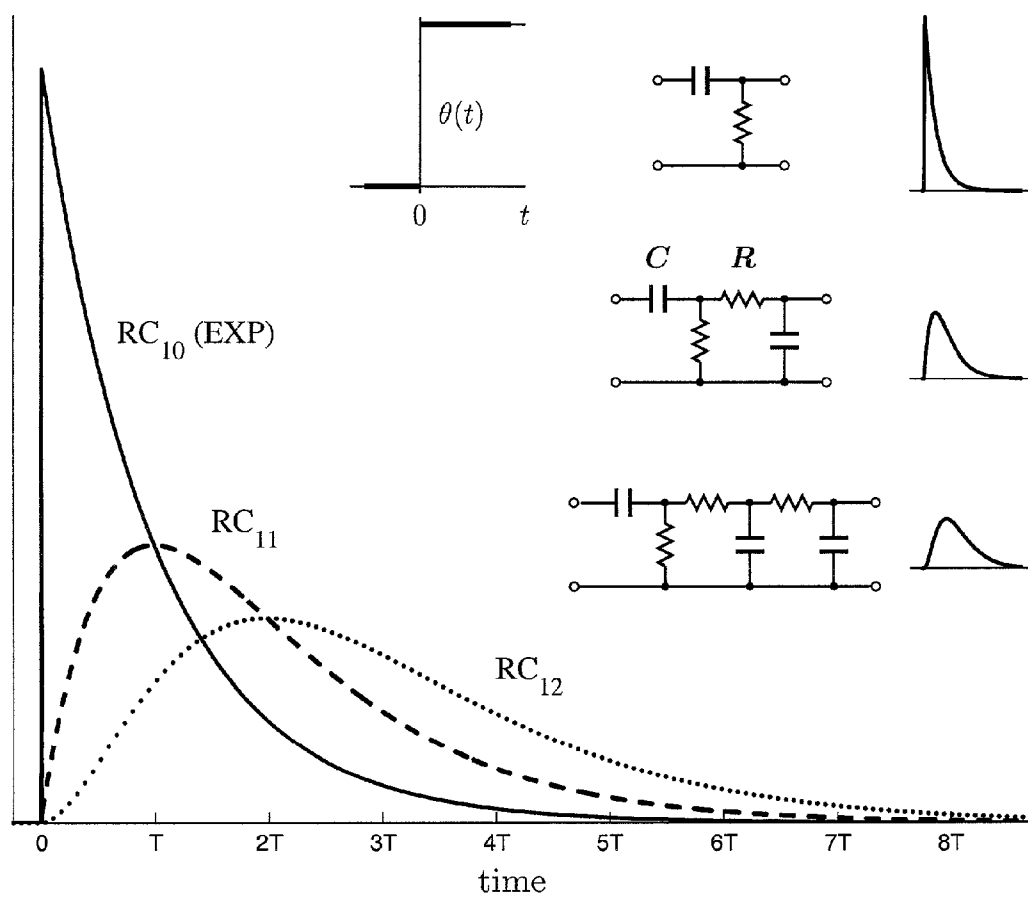 θ(t)
0 t
C R
RC10 (EXP)
RC11
RC12
0 T 2T 3T 4T 5T 6T 7T 8T
time